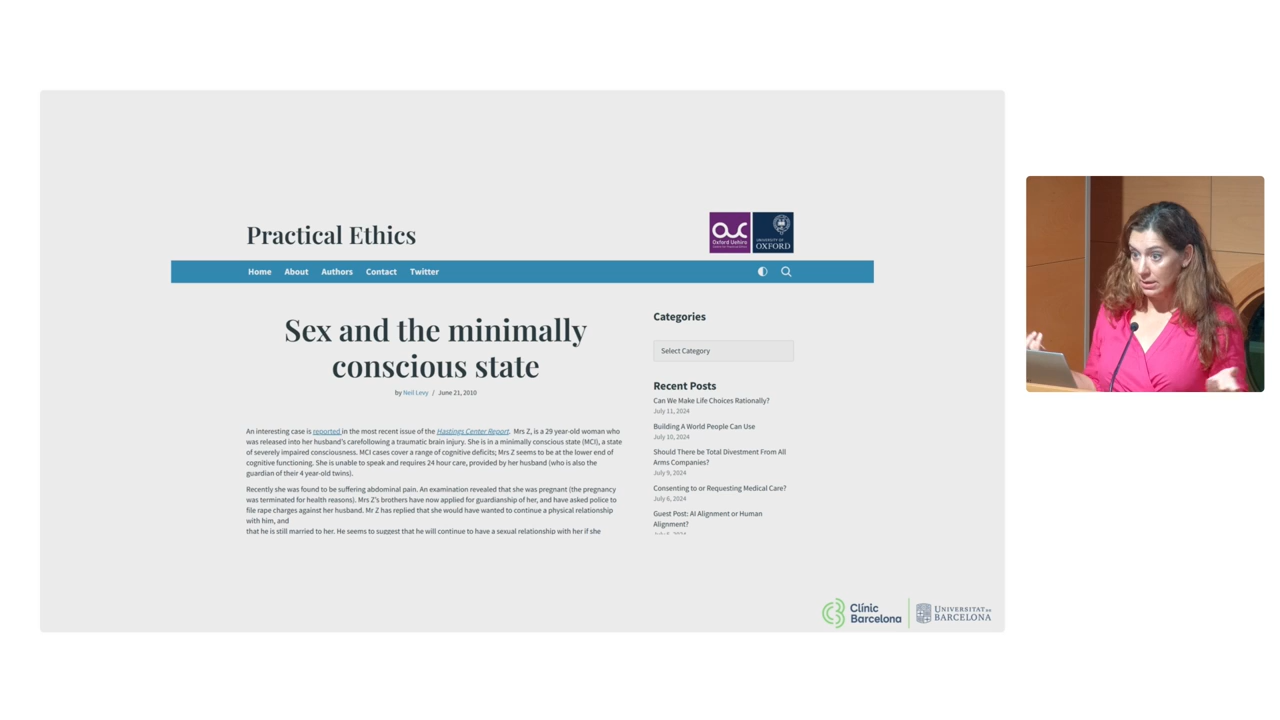 Practical Ethics
Oxford Uehiro
UNIVERSITY OF
OXFORD
Home About Authors Contact Twitter
Sex and the minimally
conscious state
by Neil Levy / June 21, 2010
An interesting case is reported in the most recent issue of the Hastings Center Report. Mrs Z, is a 29 year-old woman who
was released into her husband's carefollowing a traumatic brain injury. She is in a minimally conscious state (MCI), a state
of severely impaired consciousness. MCI cases cover a range of cognitive deficits; Mrs Z seems to be at the lower end of
cognitive functioning. She is unable to speak and requires 24 hour care, provided by her husband (who is also the
guardian of their 4 year-old twins).
Recently she was found to be suffering abdominal pain. An examination revealed that she was pregnant (the pregnancy
was terminated for health reasons). Mrs Z's brothers have now applied for guardianship of her, and have asked police to
file rape charges against her husband. Mr Z has replied that she would have wanted to continue a physical relationship
with him, and
that he is still married to her. He seems to suggest that he will continue to have a sexual relationship with her if she
Categories
Select Category
Recent Posts
Can We Make Life Choices Rationally?
July 11, 2024
Building A World People Can Use
July 10, 2024
Should There be Total Divestment From All
Arms Companies?
July 9, 2024
Consenting to or Requesting Medical Care?
July 6, 2024
Guest Post: AI Alignment or Human
Alignment?
Clínic
Barcelona
UNIVERSITAT DE
BARCELONA